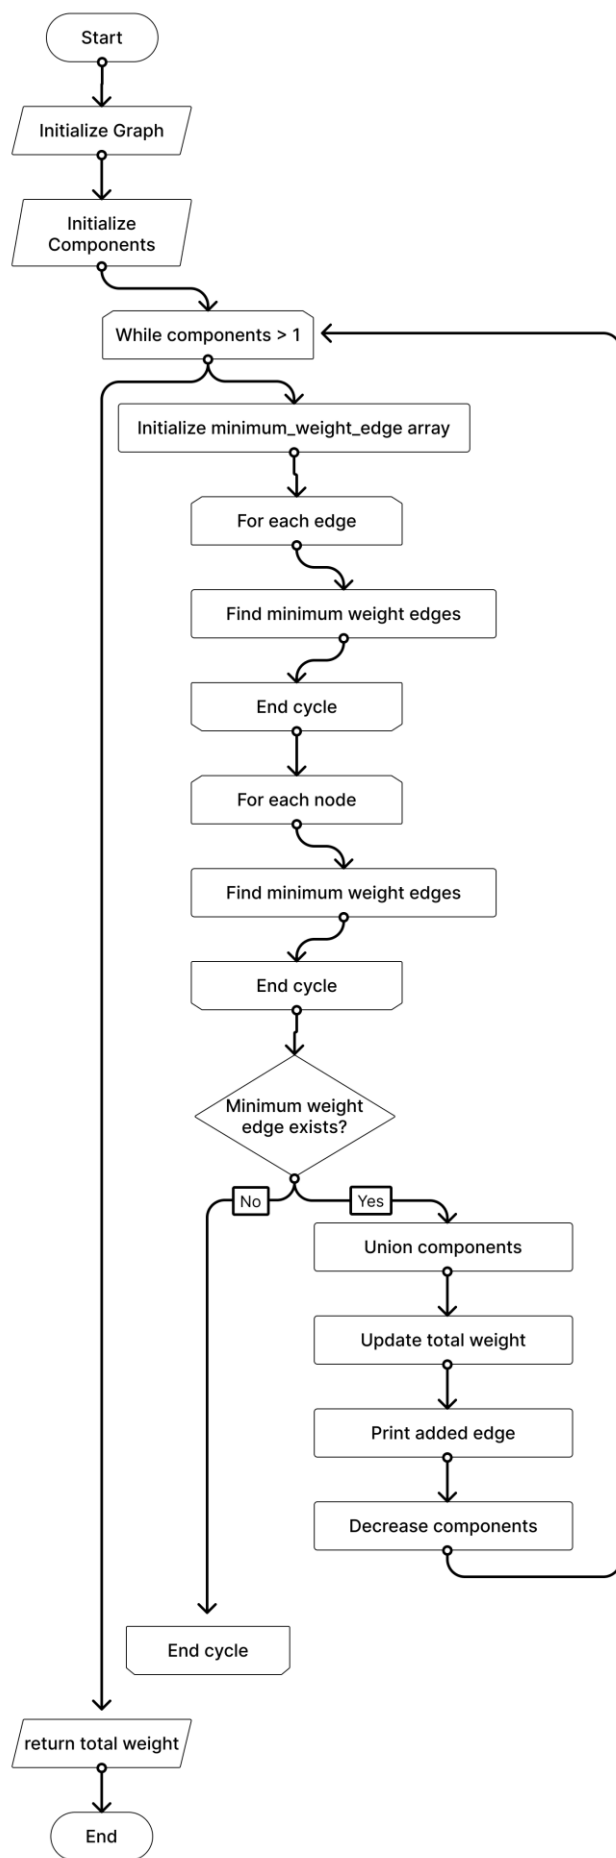 Start
Initialize Graph
Initialize
Components
While components > 1
Initialize minimum_weight_edge array
For each edge
Find minimum weight edges
End cycle
For each node
Find minimum weight edges
End cycle
Minimum weight
edge exists?
No
Yes
Union components
Update total weight
Print added edge
Decrease components
End cycle
return total weight
End